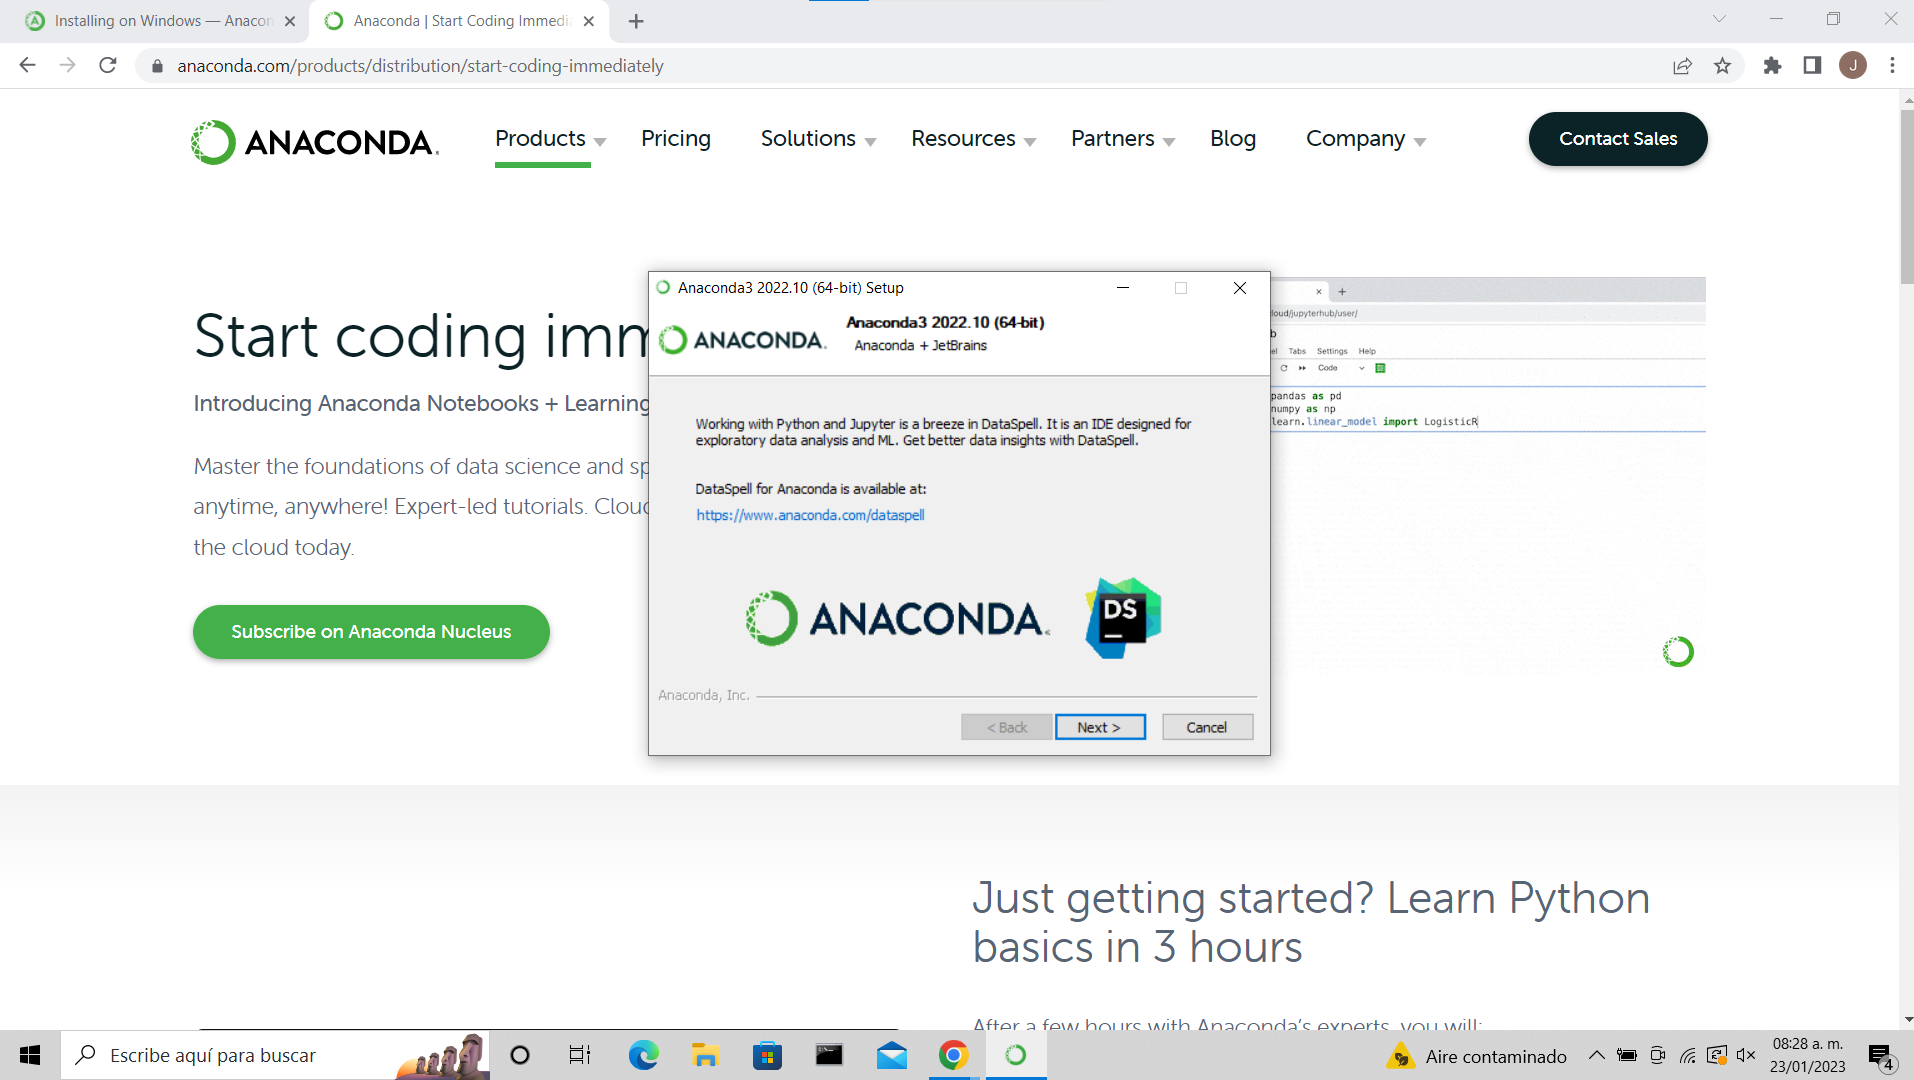 Installing on Windows — Anacon
Anaconda | Start Coding Immedi
anaconda.com/products/distribution/start-coding-immediately
J
ANACONDA.
Products
Pricing
Solutions
Resources
Partners
Blog
Company
Contact Sales
Start coding imm
Introducing Anaconda Notebooks + Learning
Master the foundations of data science and sp
anytime, anywhere! Expert-led tutorials. Cloud
the cloud today.
Subscribe on Anaconda Nucleus
Anaconda3 2022.10 (64-bit) Setup
ANACONDA.
Anaconda3 2022.10 (64-bit)
Anaconda + JetBrains
Working with Python and Jupyter is a breeze in DataSpell. It is an IDE designed for
exploratory data analysis and ML. Get better data insights with DataSpell.
DataSpell for Anaconda is available at:
https://www.anaconda.com/dataspell
ANACONDA.
DS
Anaconda, Inc.
< Back
Next >
Cancel
loud/jupyterhub/user/
b
el Tabs Settings Help
Code
pandas as pd
numpy as np
learn.linear_model import LogisticR
Just getting started? Learn Python
basics in 3 hours
After a few hours with Anaconda's experts, you will:
Escribe aquí para buscar
Aire contaminado
08:28 a. m.
23/01/2023
4